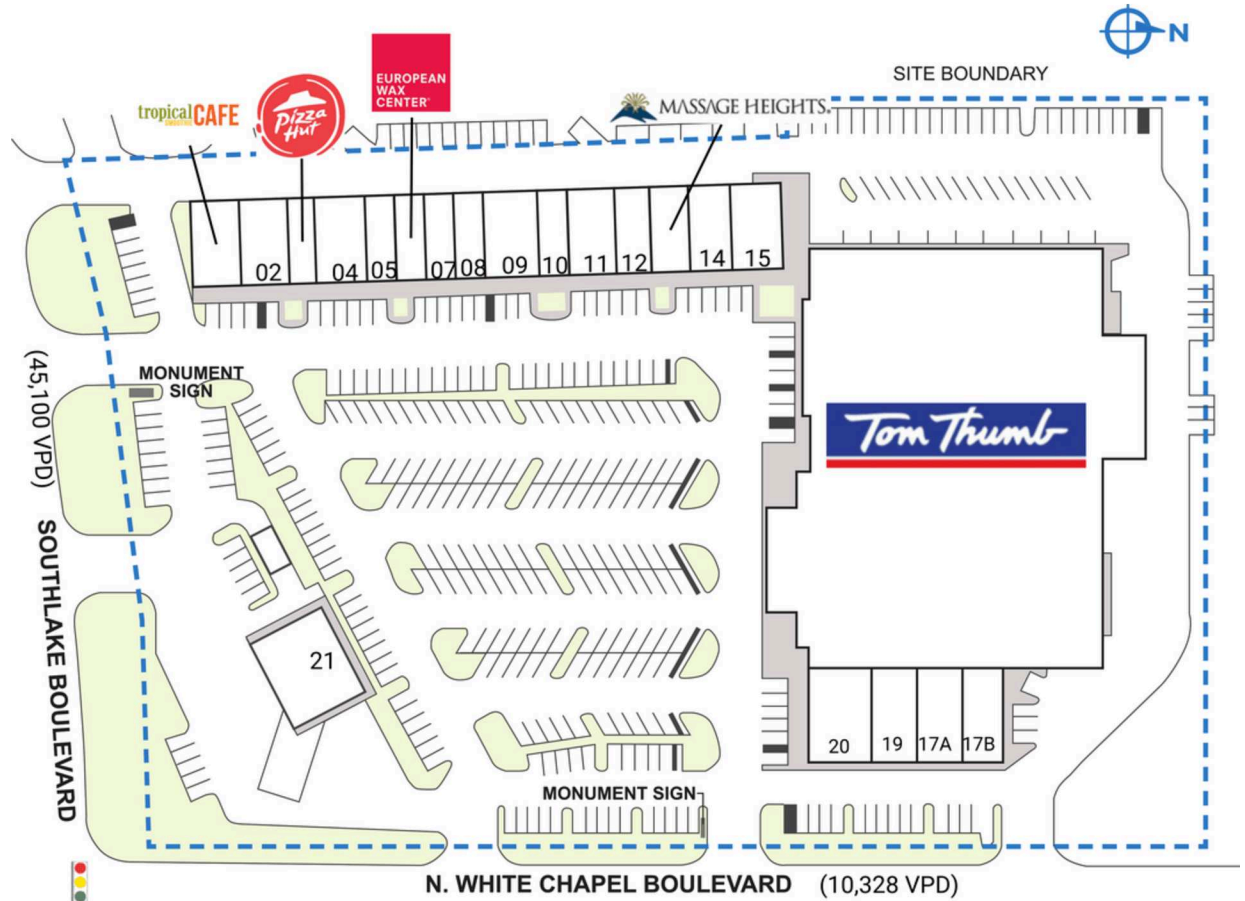 N
SITE BOUNDARY
EUROPEAN
WAX
CENTER
tropical CAFE
SMOOTHIE
Pizza
Hut
MASSAGE HEIGHTS.
02 04 05 07 08 09 10 11 12 14 15
MONUMENT
SIGN
(45,100 VPD)
SOUTHLAKE BOULEVARD
Tom Thumb
21
20 19 17A 17B
MONUMENT SIGN
N. WHITE CHAPEL BOULEVARD (10,328 VPD)